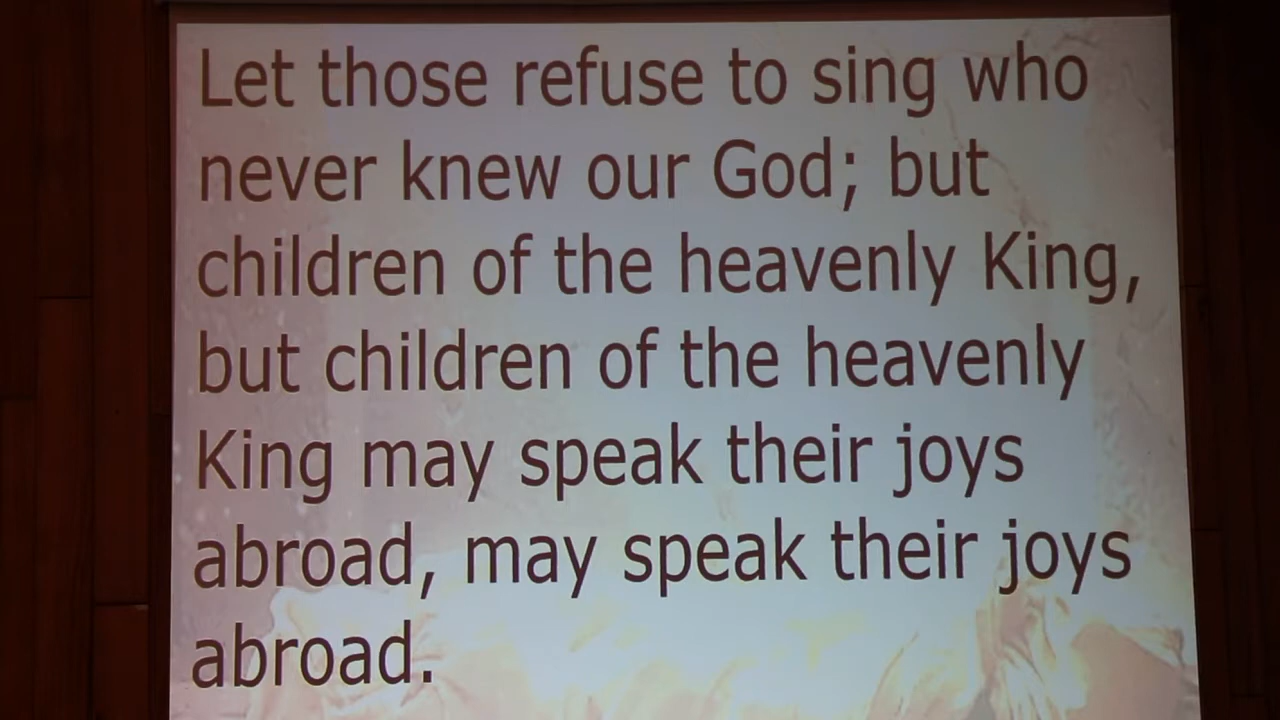 Let those refuse to sing who
never knew our God; but
children of the heavenly King,
but children of the heavenly
King may speak their joys
abroad, may speak their joys
abroad.